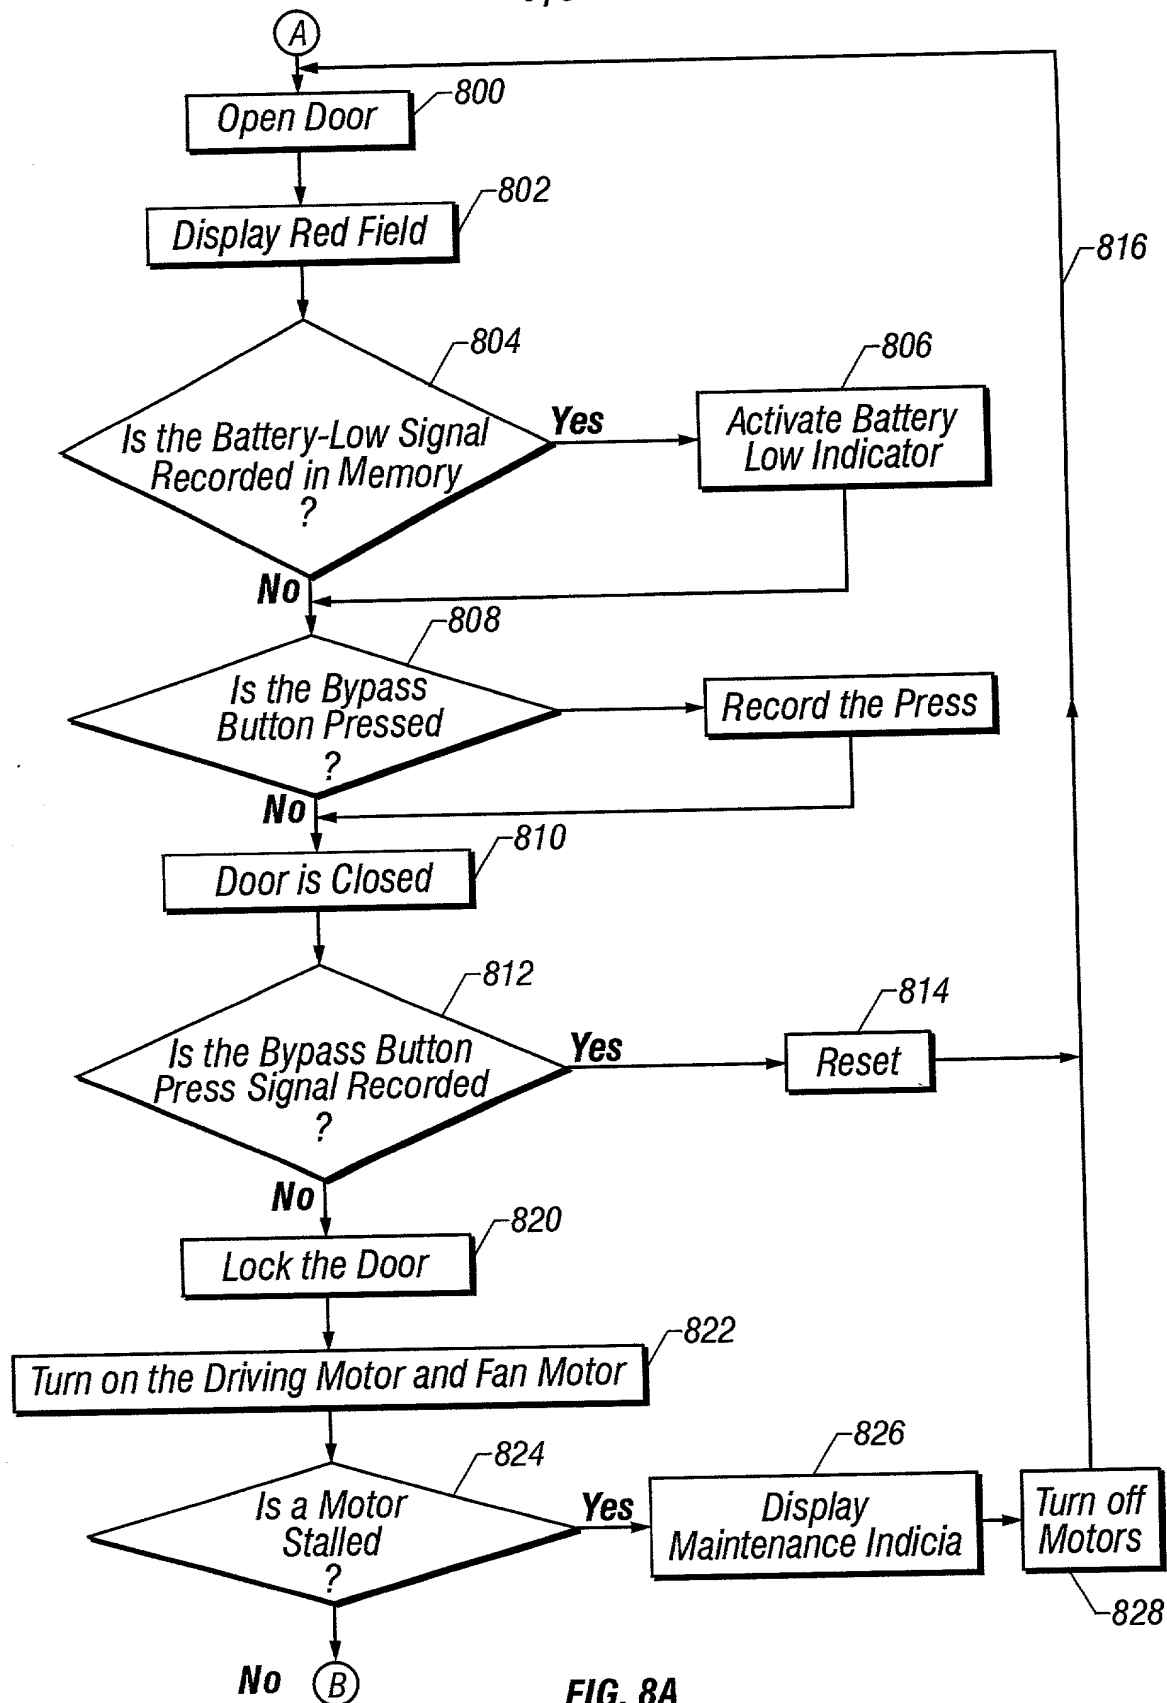 A
Open Door
800
Display Red Field
802
816
804
Is the Battery-Low Signal
Recorded in Memory
?
Yes
806
Activate Battery
Low Indicator
No
808
Is the Bypass
Button Pressed
?
Record the Press
No
810
Door is Closed
812
Is the Bypass Button
Press Signal Recorded
?
Yes
814
Reset
No
820
Lock the Door
822
Turn on the Driving Motor and Fan Motor
824
Is a Motor
Stalled
?
Yes
826
Display
Maintenance Indicia
Turn off
Motors
828
No
B
FIG. 8A